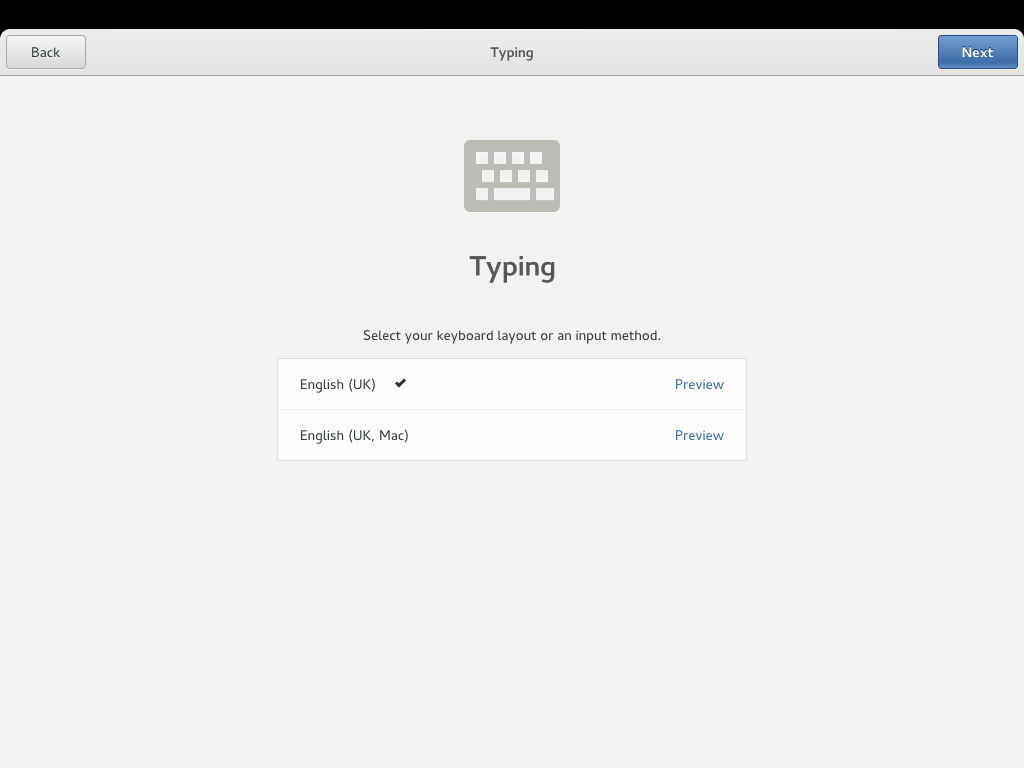 Back
Typing
Next
Typing
Select your keyboard layout or an input method.
English (UK) ✔ Preview
English (UK, Mac) Preview